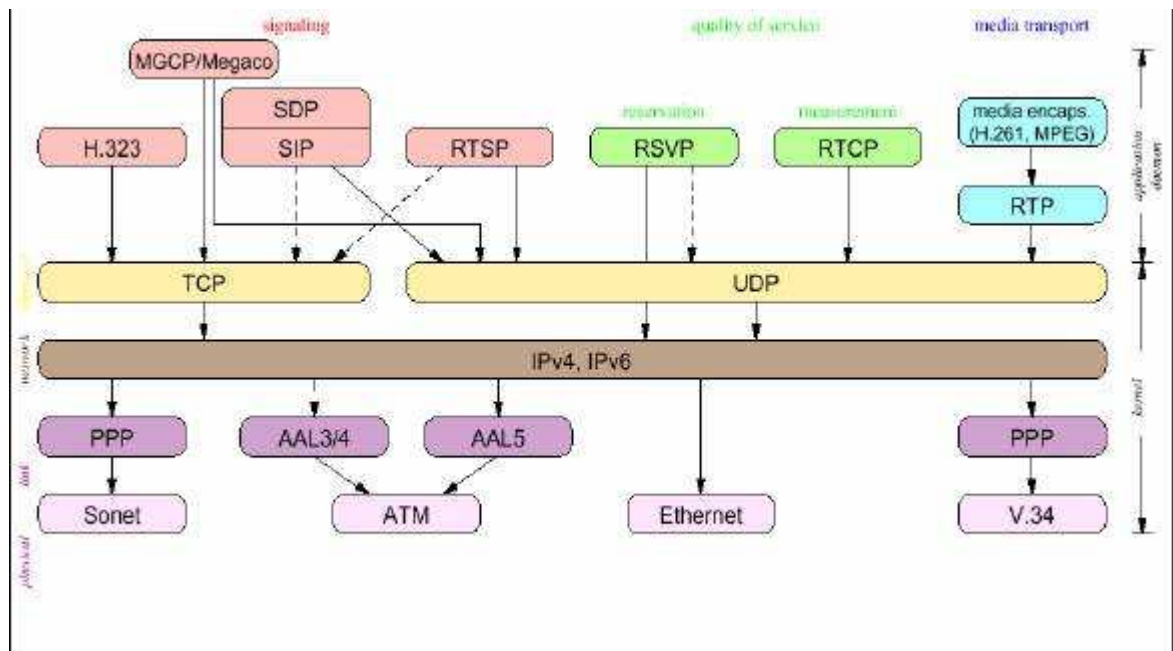 signaling
quality of service
media transport
MGCP/Megaco
SDP
SIP
H.323
RTSP
reservation
RSVP
measurement
RTCP
media encaps.
(H.261, MPEG)
RTP
application
daemon
TCP
UDP
network
IPv4, IPv6
kernel
PPP
AAL3/4
AAL5
PPP
link
Sonet
ATM
Ethernet
V.34
physical